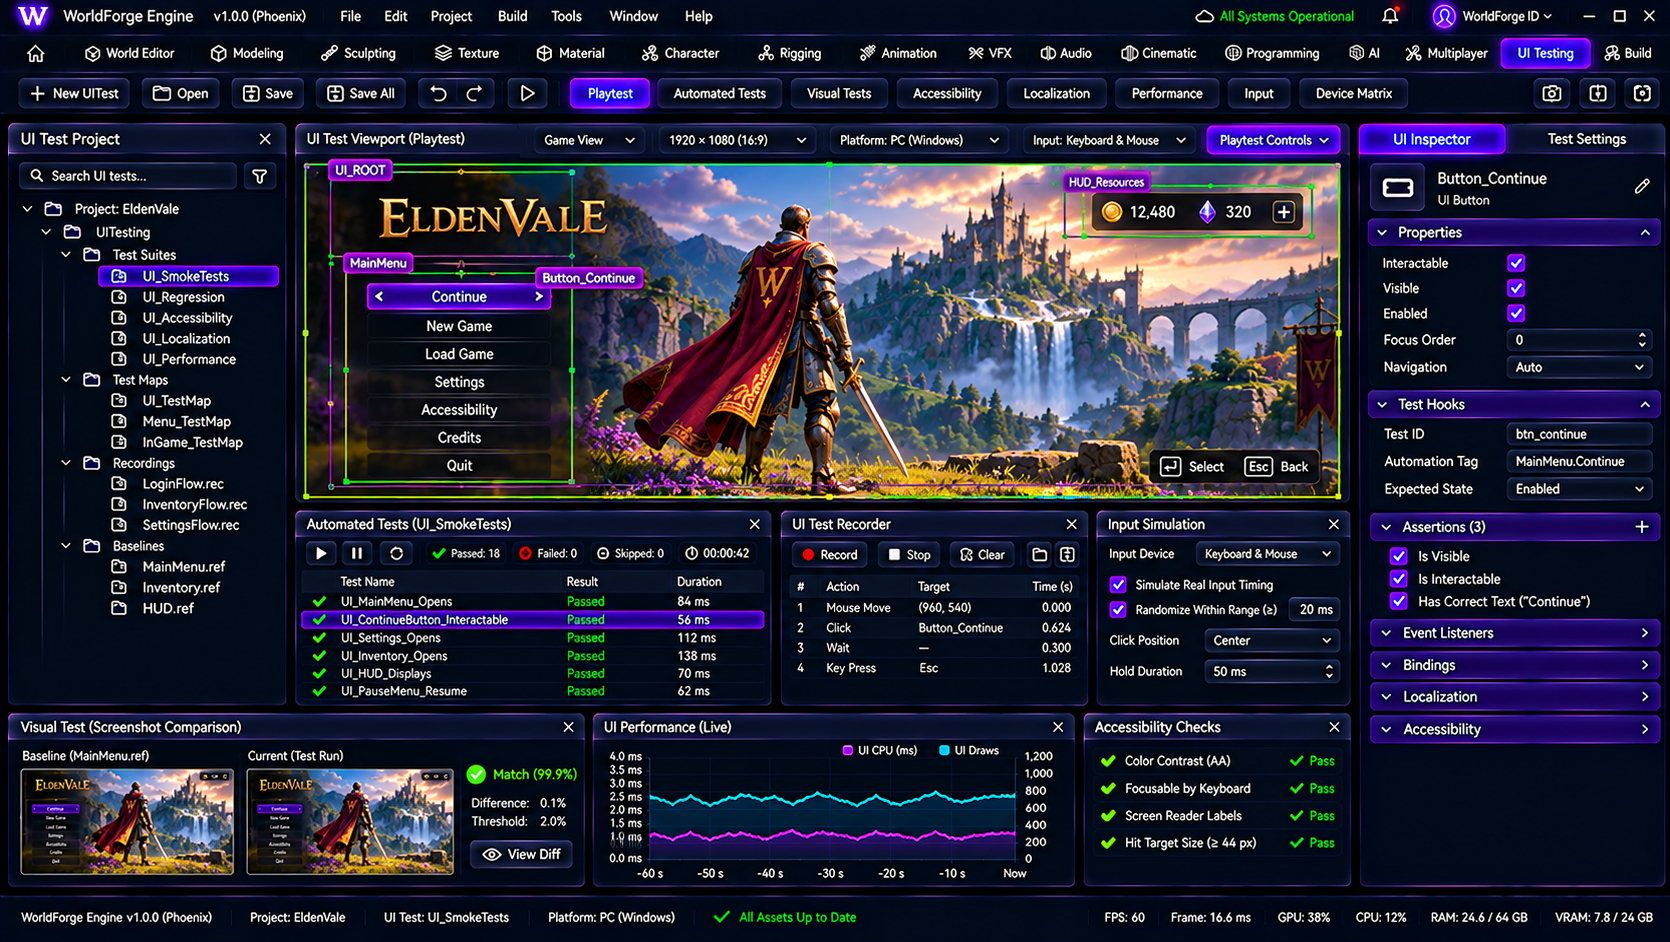 W WorldForge Engine v1.0.0 (Phoenix) File Edit Project Build Tools Window Help All Systems Operational WorldForge ID
World Editor Modeling Sculpting Texture Material Character Rigging Animation VFX Audio Cinematic Programming AI Multiplayer UI Testing Build
New UITest Open Save Save All Playtest Automated Tests Visual Tests Accessibility Localization Performance Input Device Matrix
UI Test Project
Search UI tests...
Project: EldenVale
UITesting
Test Suites
UI_SmokeTests
UI_Regression
UI_Accessibility
UI_Localization
UI_Performance
Test Maps
UI_TestMap
Menu_TestMap
InGame_TestMap
Recordings
LoginFlow.rec
InventoryFlow.rec
SettingsFlow.rec
Baselines
MainMenu.ref
Inventory.ref
HUD.ref
UI Test Viewport (Playtest) Game View 1920 × 1080 (16:9) Platform: PC (Windows) Input: Keyboard & Mouse Playtest Controls
UI_ROOT
HUD_Resources
ELDENVALE
12,480 320 +
MainMenu
Button_Continue
< Continue >
New Game
Load Game
Settings
Accessibility
Credits
Quit
W
W
Select Esc Back
UI Inspector Test Settings
Button_Continue
UI Button
Properties
Interactable
Visible
Enabled
Focus Order 0
Navigation Auto
Test Hooks
Test ID btn_continue
Automation Tag MainMenu.Continue
Expected State Enabled
Assertions (3) +
Is Visible
Is Interactable
Has Correct Text ("Continue")
Event Listeners
Bindings
Localization
Accessibility
Automated Tests (UI_SmokeTests)
Passed: 18 Failed: 0 Skipped: 0 00:00:42
Test Name Result Duration
UI_MainMenu_Opens Passed 84 ms
UI_ContinueButton_Interactable Passed 56 ms
UI_Settings_Opens Passed 112 ms
UI_Inventory_Opens Passed 138 ms
UI_HUD_Displays Passed 70 ms
UI_PauseMenu_Resume Passed 62 ms
UI Test Recorder
Record Stop Clear
# Action Target Time (s)
1 Mouse Move (960, 540) 0.000
2 Click Button_Continue 0.624
3 Wait — 0.300
4 Key Press Esc 1.028
Input Simulation
Input Device Keyboard & Mouse
Simulate Real Input Timing
Randomize Within Range (≥) 20 ms
Click Position Center
Hold Duration 50 ms
Visual Test (Screenshot Comparison)
Baseline (MainMenu.ref) Current (Test Run)
ELDENVALE
Continue
New Game
Load Game
Settings
Accessibility
Credits
Quit
ELDENVALE
Continue
New Game
Load Game
Settings
Accessibility
Credits
Quit
Match (99.9%)
Difference: 0.1%
Threshold: 2.0%
View Diff
UI Performance (Live)
UI CPU (ms) UI Draws
4.0 ms 1,200
3.5 ms 1,000
3.0 ms
2.5 ms 800
2.0 ms 600
1.5 ms 400
1.0 ms 200
0.0 ms 0
-60 s -50 s -40 s -30 s -20 s -10 s Now
Accessibility Checks
Color Contrast (AA) Pass
Focusable by Keyboard Pass
Screen Reader Labels Pass
Hit Target Size (≥ 44 px) Pass
WorldForge Engine v1.0.0 (Phoenix) Project: EldenVale UI Test: UI_SmokeTests Platform: PC (Windows) All Assets Up to Date FPS: 60 Frame: 16.6 ms GPU: 38% CPU: 12% RAM: 24.6 / 64 GB VRAM: 7.8 / 24 GB